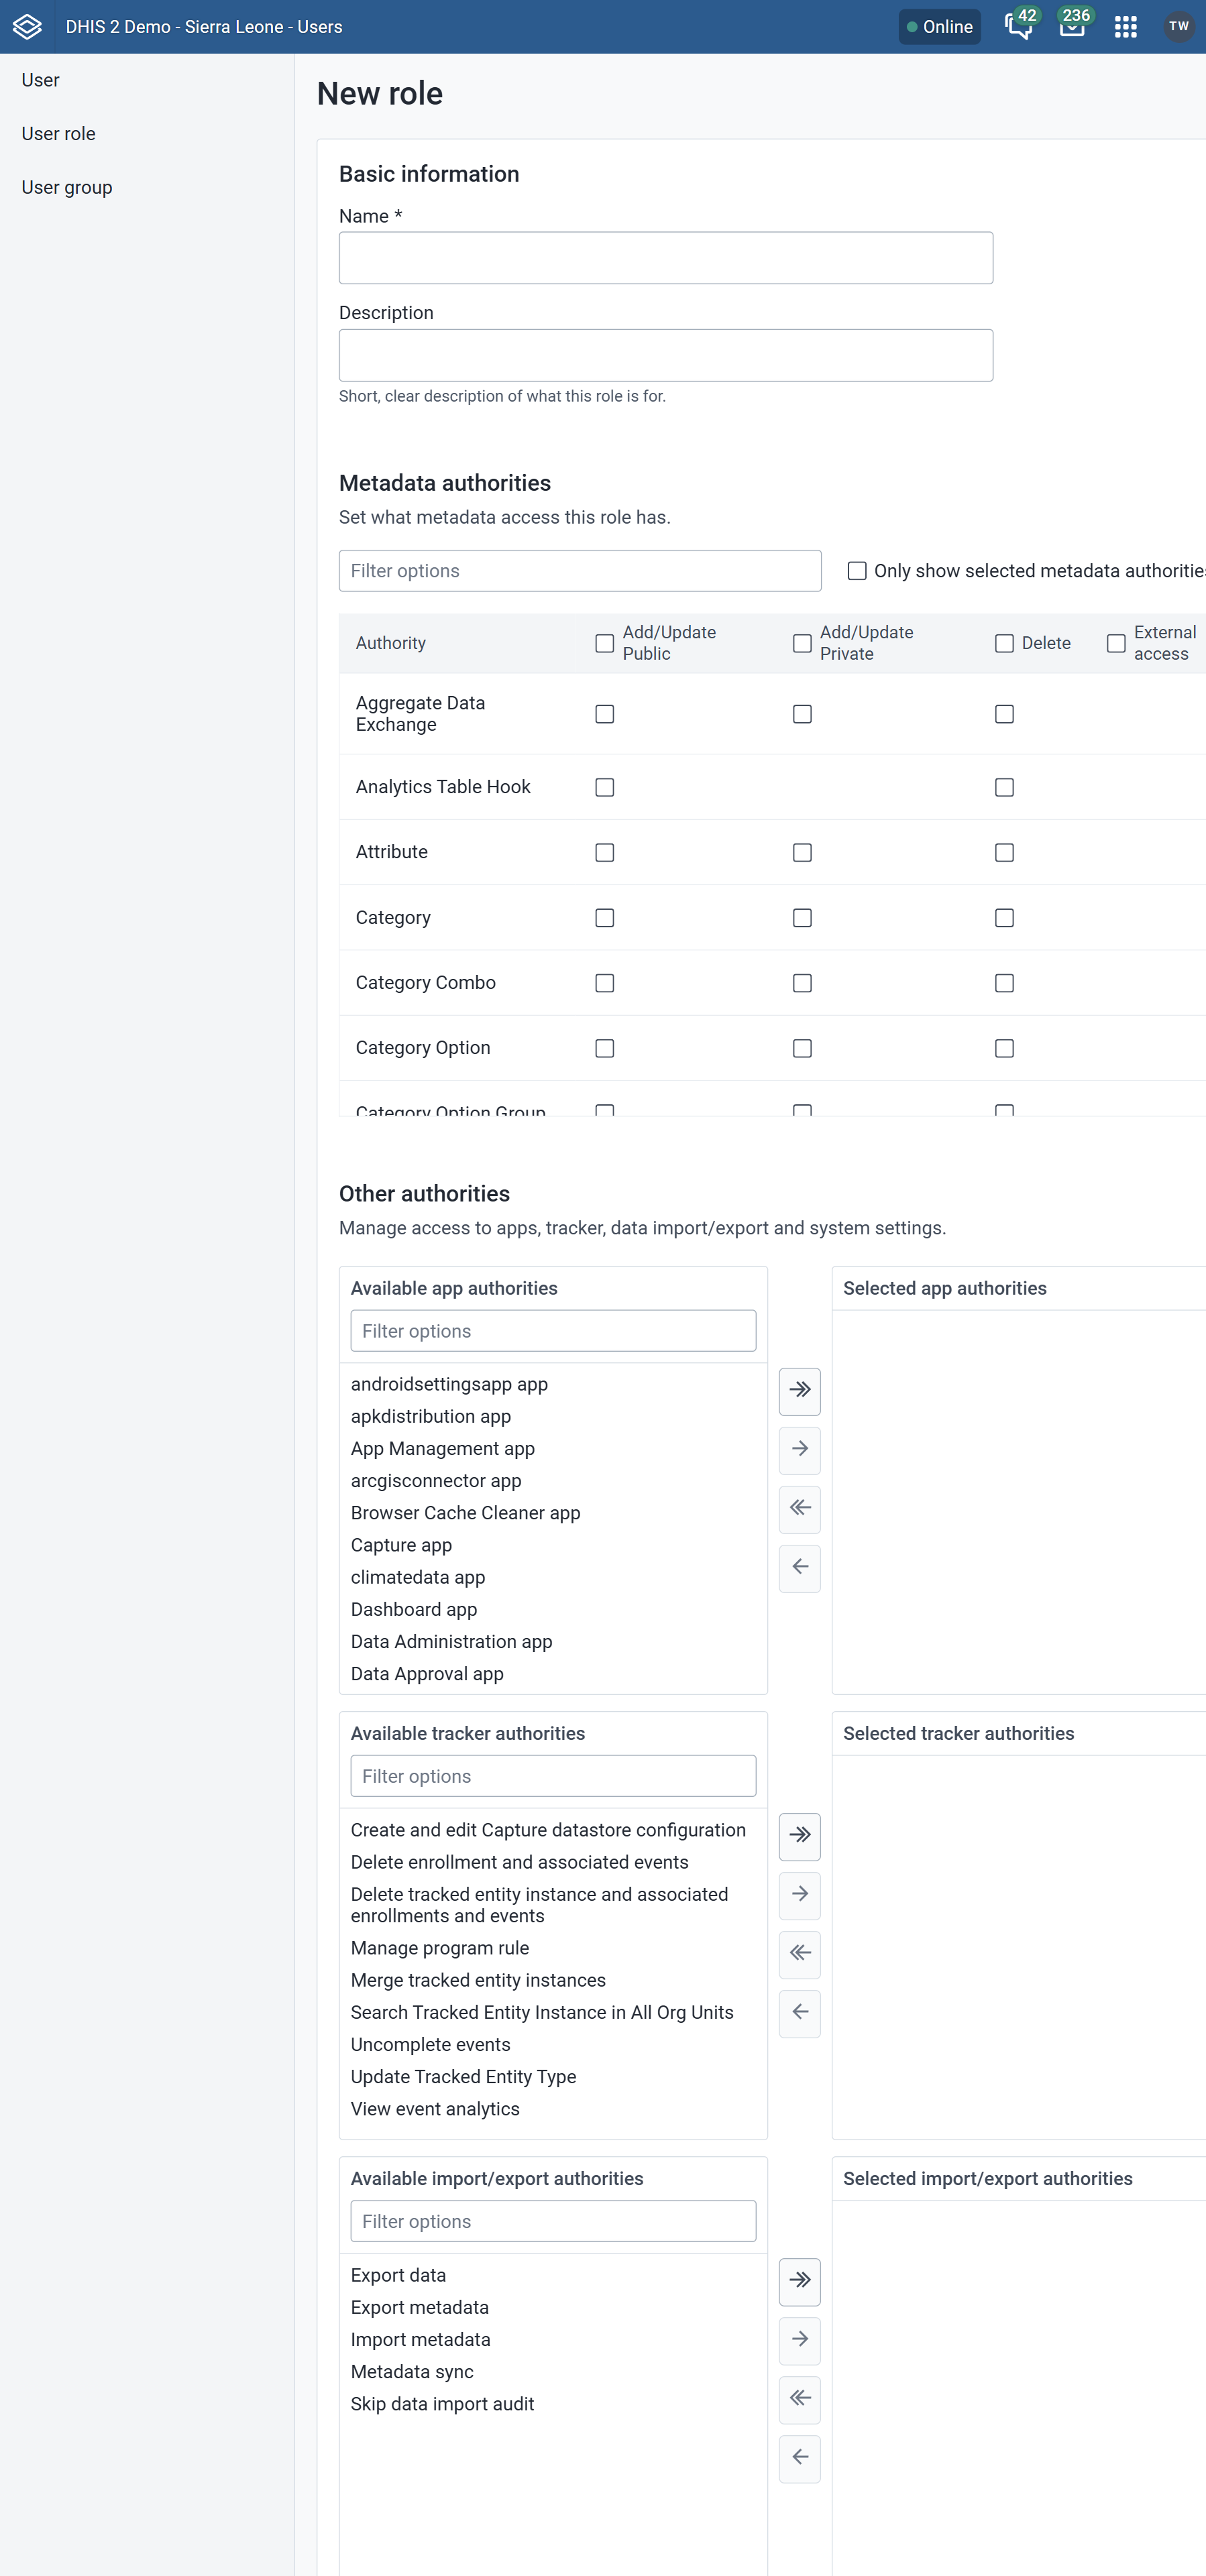 DHIS 2 Demo - Sierra Leone - Users
Online
42
236
TW
User
User role
User group
New role
Basic information
Name *
Description
Short, clear description of what this role is for.
Metadata authorities
Set what metadata access this role has.
Filter options
Only show selected metadata authorities
Authority
Add/Update
Public
Add/Update
Private
Delete
External
access
Aggregate Data
Exchange
Analytics Table Hook
Attribute
Category
Category Combo
Category Option
Category Option Group
Other authorities
Manage access to apps, tracker, data import/export and system settings.
Available app authorities
Filter options
androidsettingsapp app
apkdistribution app
App Management app
arcgisconnector app
Browser Cache Cleaner app
Capture app
climatedata app
Dashboard app
Data Administration app
Data Approval app
Selected app authorities
Available tracker authorities
Filter options
Create and edit Capture datastore configuration
Delete enrollment and associated events
Delete tracked entity instance and associated
enrollments and events
Manage program rule
Merge tracked entity instances
Search Tracked Entity Instance in All Org Units
Uncomplete events
Update Tracked Entity Type
View event analytics
Selected tracker authorities
Available import/export authorities
Filter options
Export data
Export metadata
Import metadata
Metadata sync
Skip data import audit
Selected import/export authorities